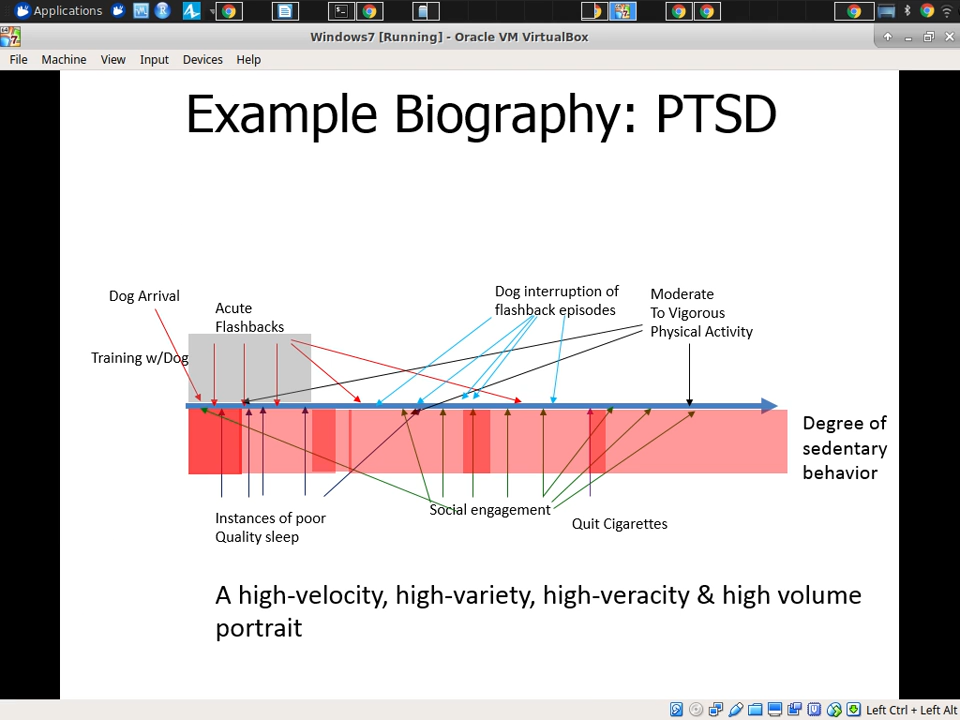 Applications
Windows7 [Running] - Oracle VM VirtualBox
File Machine View Input Devices Help
Example Biography: PTSD
Dog Arrival
Acute
Flashbacks
Training w/Dog
Dog interruption of
flashback episodes
Moderate
To Vigorous
Physical Activity
Degree of
sedentary
behavior
Instances of poor
Quality sleep
Social engagement
Quit Cigarettes
A high-velocity, high-variety, high-veracity & high volume
portrait
Left Ctrl + Left Alt